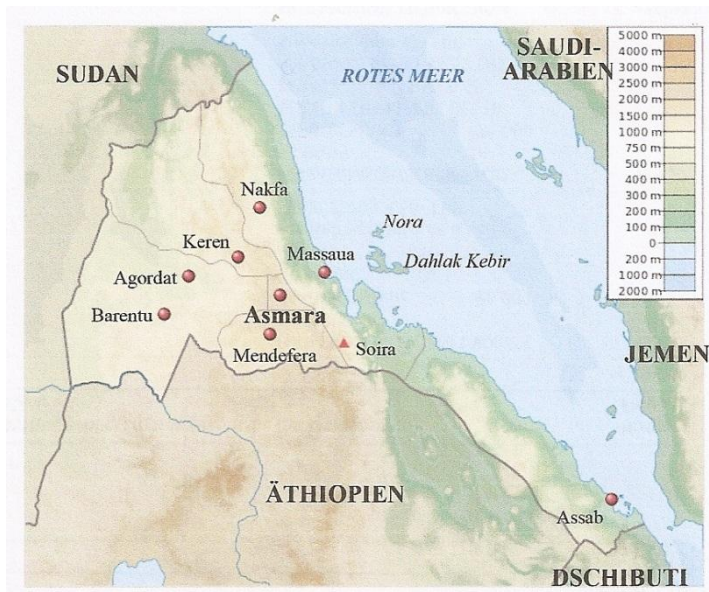 SUDAN
ROTES MEER
SAUDI-
ARABIEN
5000 m
4000 m
3000 m
2500 m
2000 m
1500 m
1000 m
750 m
500 m
400 m
300 m
200 m
100 m
0
200 m
1000 m
2000 m
Nakfa
Nora
Keren
Massaua
Dahlak Kebir
Agordat
Barentu
Asmara
Mendefera
Soira
JEMEN
ÄTHIOPIEN
Assab
DSCHIBUTI